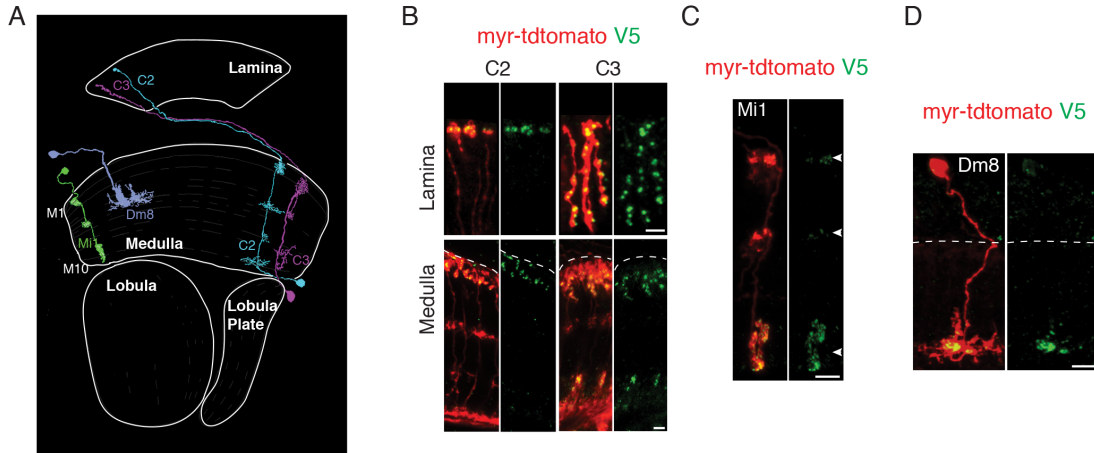 A
Lamina
C2
C3
Dm8
M1
Mi1
M10
Medulla
C2
C3
Lobula
Lobula
Plate
B
myr-tdtomato V5
C2 C3
Lamina
Medulla
C
myr-tdtomato V5
Mi1
D
myr-tdtomato V5
Dm8